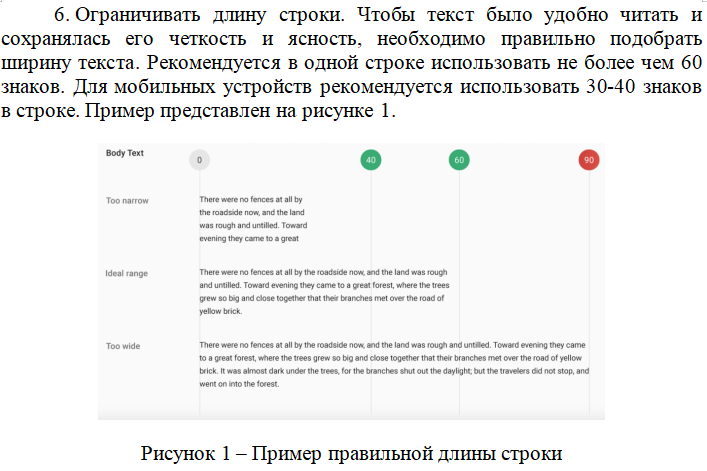 6. Ограничивать длину строки. Чтобы текст было удобно читать и
сохранялась его четкость и ясность, необходимо правильно подобрать
ширину текста. Рекомендуется в одной строке использовать не более чем 60
знаков. Для мобильных устройств рекомендуется использовать 30-40 знаков
в строке. Пример представлен на рисунке 1.
Body Text
0
40
60
90
Too narrow
There were no fences at all by
the roadside now, and the land
was rough and untilled. Toward
evening they came to a great
Ideal range
There were no fences at all by the roadside now, and the land was rough
and untilled. Toward evening they came to a great forest, where the trees
grew so big and close together that their branches met over the road of
yellow brick.
Too wide
There were no fences at all by the roadside now, and the land was rough and untilled. Toward evening they came
to a great forest, where the trees grew so big and close together that their branches met over the road of yellow
brick. It was almost dark under the trees, for the branches shut out the daylight; but the travelers did not stop, and
went on into the forest.
Рисунок 1 – Пример правильной длины строки